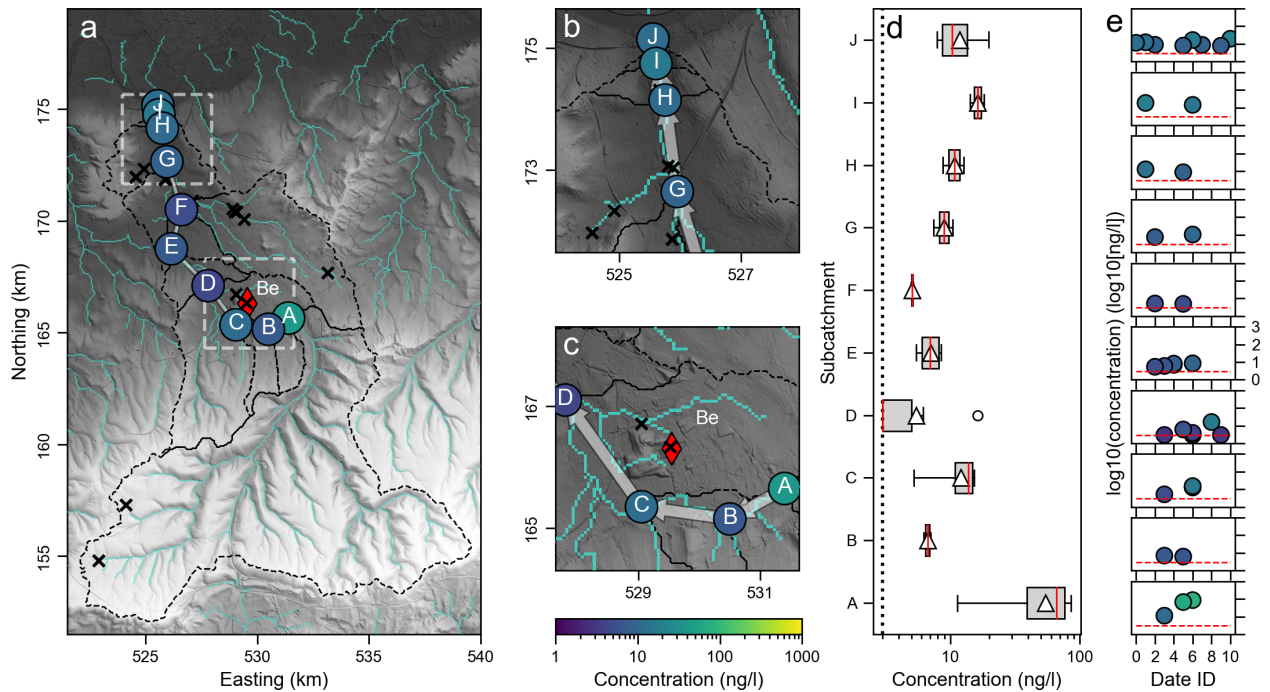 a
175
170
165
160
155
Northing (km)
525
530
535
540
Easting (km)
J
H
G
F
E
D
Be
C
B
A
b
175
173
525
527
J
I
H
G
c
167
165
529
531
D
Be
C
B
A
1
10
100
1000
Concentration (ng/l)
d
J
I
H
G
F
E
D
C
B
A
Subcatchment
10
100
Concentration (ng/l)
e
log10(concentration) (log10[ng/l])
3
2
1
0
0 2 4 6 8 10
Date ID